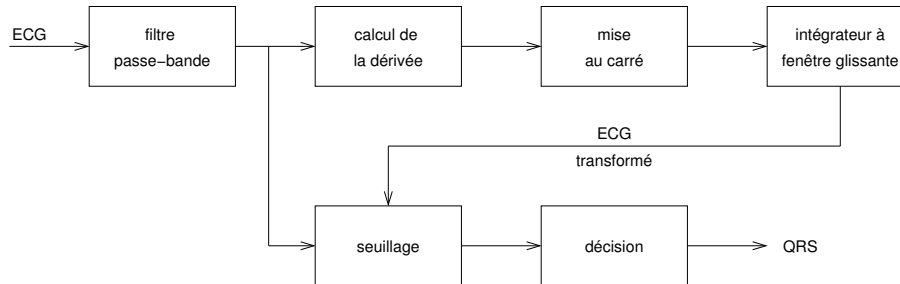 ECG
filtre
passe-bande
calcul de
la dérivée
mise
au carré
intégrateur à
fenêtre glissante
ECG
transformé
seuillage
décision
QRS